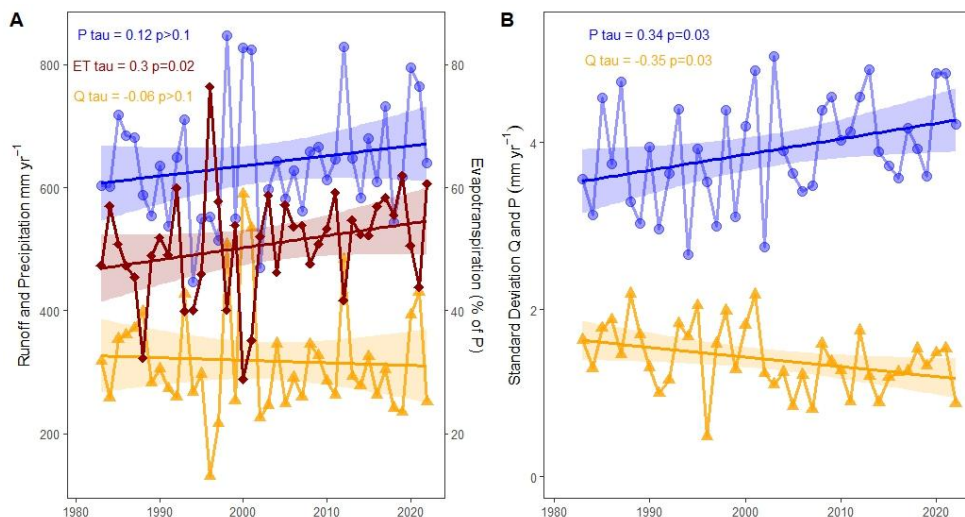 A
P tau = 0.12 p>0.1
ET tau = 0.3 p=0.02
Q tau = -0.06 p>0.1
Runoff and Precipitation mm yr⁻¹
800
600
400
200
Evapotranspiration (% of P)
80
60
40
20
1980
1990
2000
2010
2020
B
P tau = 0.34 p=0.03
Q tau = -0.35 p=0.03
Standard Deviation Q and P (mm yr⁻¹)
4
2
0
1980
1990
2000
2010
2020